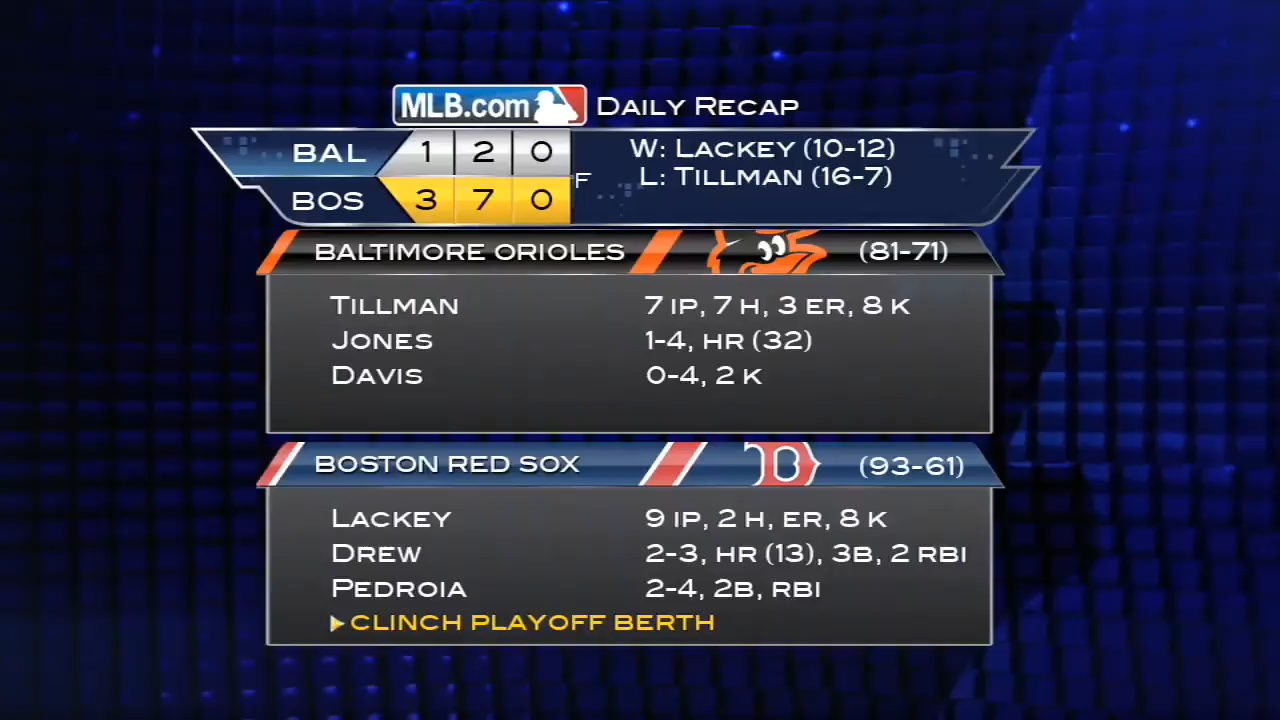 MLB.com DAILY RECAP
BAL 1 2 0
BOS 3 7 0
F
W: LACKEY (10-12)
L: TILLMAN (16-7)
BALTIMORE ORIOLES (81-71)
TILLMAN 7 IP, 7 H, 3 ER, 8 K
JONES 1-4, HR (32)
DAVIS 0-4, 2 K
BOSTON RED SOX B (93-61)
LACKEY 9 IP, 2 H, ER, 8 K
DREW 2-3, HR (13), 3B, 2 RBI
PEDROIA 2-4, 2B, RBI
CLINCH PLAYOFF BERTH